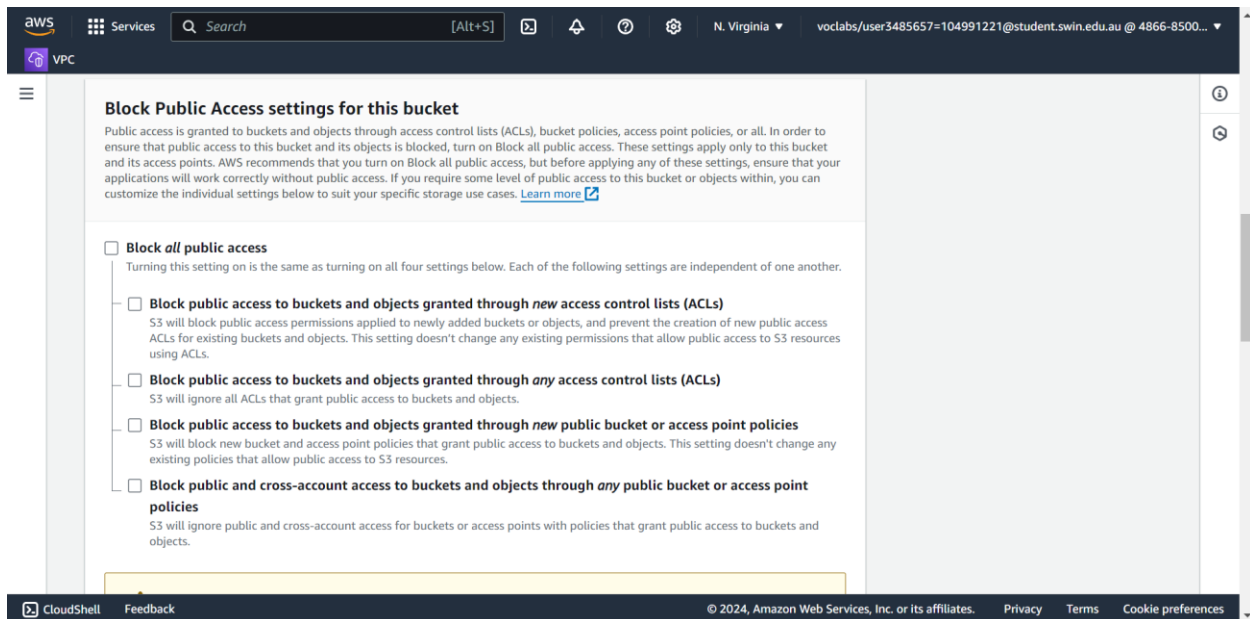 aws
Services
Search
[Alt+S]
N. Virginia
voclabs/user3485657=104991221@student.swin.edu.au @ 4866-8500...
VPC
Block Public Access settings for this bucket
Public access is granted to buckets and objects through access control lists (ACLs), bucket policies, access point policies, or all. In order to
ensure that public access to this bucket and its objects is blocked, turn on Block all public access. These settings apply only to this bucket
and its access points. AWS recommends that you turn on Block all public access, but before applying any of these settings, ensure that your
applications will work correctly without public access. If you require some level of public access to this bucket or objects within, you can
customize the individual settings below to suit your specific storage use cases. Learn more
Block all public access
Turning this setting on is the same as turning on all four settings below. Each of the following settings are independent of one another.
Block public access to buckets and objects granted through new access control lists (ACLs)
S3 will block public access permissions applied to newly added buckets or objects, and prevent the creation of new public access
ACLs for existing buckets and objects. This setting doesn't change any existing permissions that allow public access to S3 resources
using ACLs.
Block public access to buckets and objects granted through any access control lists (ACLs)
S3 will ignore all ACLs that grant public access to buckets and objects.
Block public access to buckets and objects granted through new public bucket or access point policies
S3 will block new bucket and access point policies that grant public access to buckets and objects. This setting doesn't change any
existing policies that allow public access to S3 resources.
Block public and cross-account access to buckets and objects through any public bucket or access point
policies
S3 will ignore public and cross-account access for buckets or access points with policies that grant public access to buckets and
objects.
CloudShell
Feedback
© 2024, Amazon Web Services, Inc. or its affiliates.
Privacy
Terms
Cookie preferences